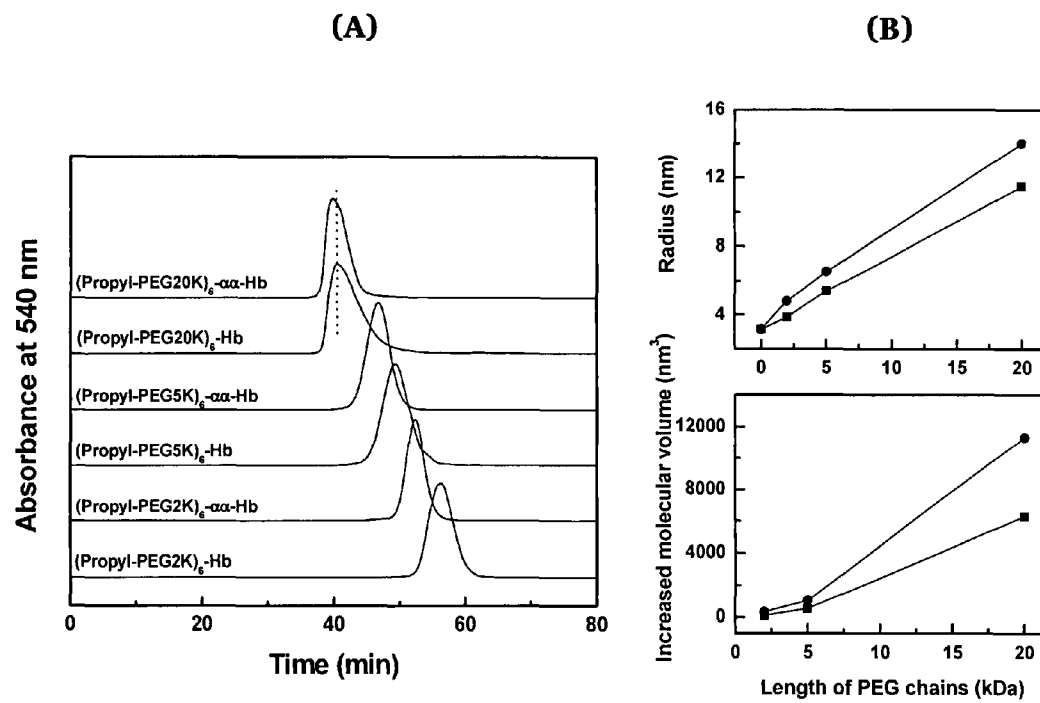 (A)
Absorbance at 540 nm
(Propyl-PEG20K)₆-αα-Hb
(Propyl-PEG20K)₆-Hb
(Propyl-PEG5K)₆-αα-Hb
(Propyl-PEG5K)₆-Hb
(Propyl-PEG2K)₆-αα-Hb
(Propyl-PEG2K)₆-Hb
0 20 40 60 80
Time (min)
(B)
Radius (nm)
16
12
8
4
0 5 10 15 20
Increased molecular volume (nm³)
12000
8000
4000
0
0 5 10 15 20
Length of PEG chains (kDa)